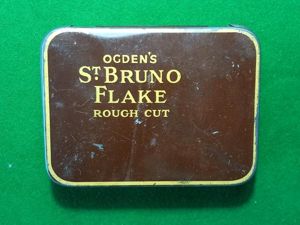 OGDEN'S
ST BRUNO
FLAKE
ROUGH CUT